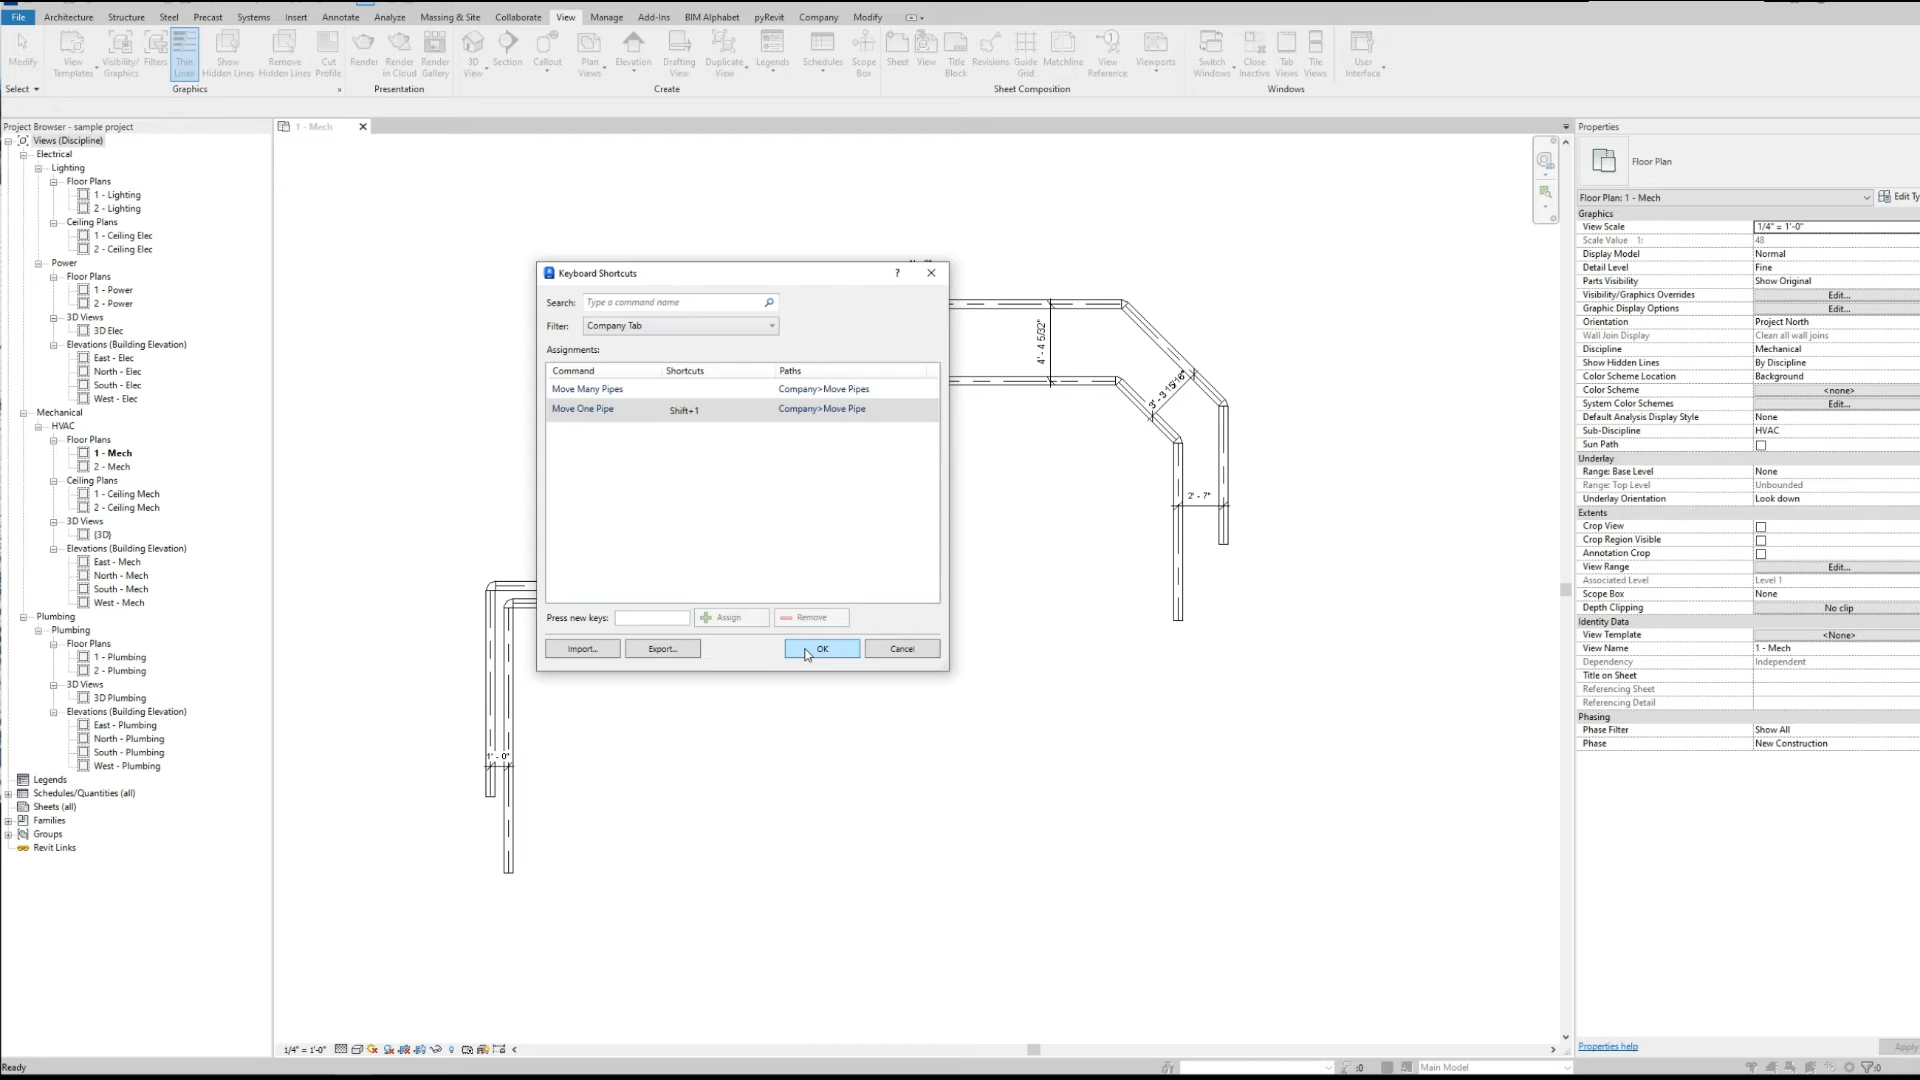 File Architecture Structure Steel Precast Systems Insert Annotate Analyze Massing & Site Collaborate View Manage Add-Ins BIM Alphabet pyRevit Company Modify
Modify
View Templates
Visibility/ Graphics
Filters
Thin Lines
Show Hidden Lines
Remove Hidden Lines
Cut Profile
Render
Render in Cloud
Render Gallery
3D View
Section
Callout
Plan Views
Elevation
Drafting View
Duplicate View
Legends
Schedules
Scope Box
Sheet
View
Title Block
Revisions
Guide Grid
Matchline
View Reference
Viewports
Switch Windows
Close Inactive
Tab Views
Tile Views
User Interface
Select
Graphics
Presentation
Create
Sheet Composition
Windows
Project Browser - sample project
Views (Discipline)
Electrical
Lighting
Floor Plans
1 - Lighting
2 - Lighting
Ceiling Plans
1 - Ceiling Elec
2 - Ceiling Elec
Power
Floor Plans
1 - Power
2 - Power
3D Views
3D Elec
Elevations (Building Elevation)
East - Elec
North - Elec
South - Elec
West - Elec
Mechanical
HVAC
Floor Plans
1 - Mech
2 - Mech
Ceiling Plans
1 - Ceiling Mech
2 - Ceiling Mech
3D Views
{3D}
Elevations (Building Elevation)
East - Mech
North - Mech
South - Mech
West - Mech
Plumbing
Plumbing
Floor Plans
1 - Plumbing
2 - Plumbing
3D Views
3D Plumbing
Elevations (Building Elevation)
East - Plumbing
North - Plumbing
South - Plumbing
West - Plumbing
Legends
Schedules/Quantities (all)
Sheets (all)
Families
Groups
Revit Links
1 - Mech
Keyboard Shortcuts ?
Search: Type a command name
Filter: Company Tab
Assignments:
Command Shortcuts Paths
Move Many Pipes Company>Move Pipes
Move One Pipe Shift+1 Company>Move Pipe
Press new keys: Assign Remove
Import... Export... OK Cancel
4' - 4 5/32"
3' - 3 15/16"
2' - 7"
1' - 0"
Properties
Floor Plan
Floor Plan: 1 - Mech Edit Ty
Graphics
View Scale 1/4" = 1'-0"
Scale Value 1: 48
Display Model Normal
Detail Level Fine
Parts Visibility Show Original
Visibility/Graphics Overrides Edit...
Graphic Display Options Edit...
Orientation Project North
Wall Join Display Clean all wall joins
Discipline Mechanical
Show Hidden Lines By Discipline
Color Scheme Location Background
Color Scheme <none>
System Color Schemes Edit...
Default Analysis Display Style None
Sub-Discipline HVAC
Sun Path
Underlay
Range: Base Level None
Range: Top Level Unbounded
Underlay Orientation Look down
Extents
Crop View
Crop Region Visible
Annotation Crop
View Range Edit...
Associated Level Level 1
Scope Box None
Depth Clipping No clip
Identity Data
View Template <None>
View Name 1 - Mech
Dependency Independent
Title on Sheet
Referencing Sheet
Referencing Detail
Phasing
Phase Filter Show All
Phase New Construction
Properties help Apply
1/4" = 1'-0"
Ready :0 Main Model :0